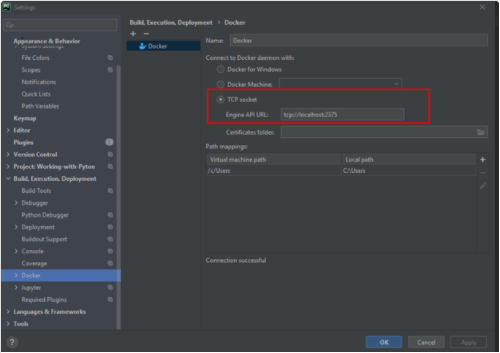 Settings
Appearance & Behavior
System Settings
File Colors
Scopes
Notifications
Quick Lists
Path Variables
Keymap
Editor
Plugins
Version Control
Project: Working-with-Pyton
Build, Execution, Deployment
Build Tools
Debugger
Python Debugger
Deployment
Buildout Support
Console
Coverage
Docker
Jupyter
Required Plugins
Languages & Frameworks
Tools
Build, Execution, Deployment › Docker
Docker
Name: Docker
Connect to Docker daemon with:
Docker for Windows
Docker Machine:
TCP socket
Engine API URL: tcp://localhost:2375
Certificates folder:
Path mappings:
Virtual machine path Local path
/c/Users C:\Users
Connection successful
OK Cancel Apply